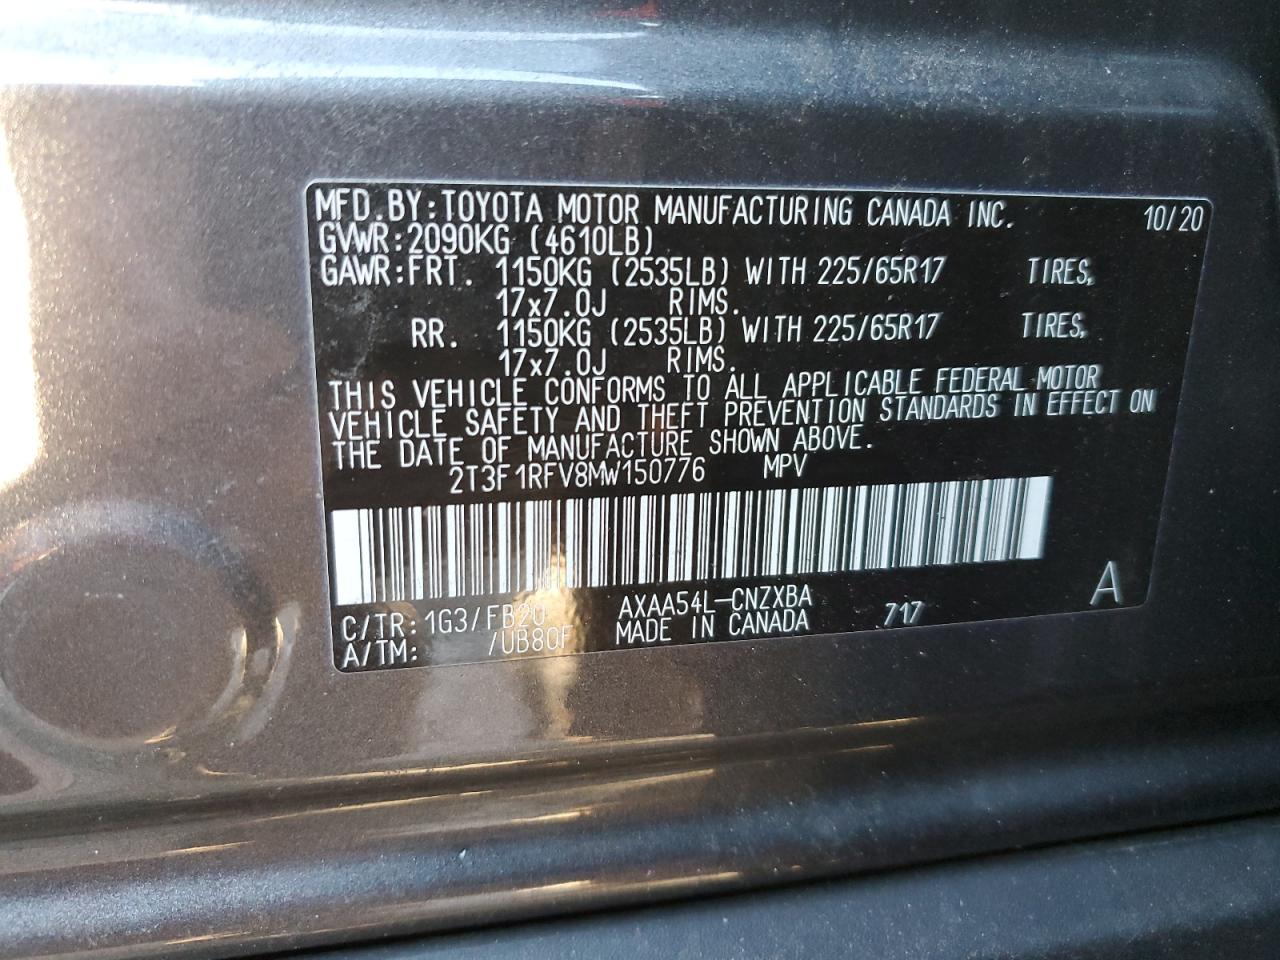 MFD.BY:TOYOTA MOTOR MANUFACTURING CANADA INC. 10/20
GVWR:2090KG (4610LB)
GAWR:FRT. 1150KG (2535LB) WITH 225/65R17 TIRES,
17x7.0J RIMS.
RR. 1150KG (2535LB) WITH 225/65R17 TIRES,
17x7.0J RIMS.
THIS VEHICLE CONFORMS TO ALL APPLICABLE FEDERAL MOTOR
VEHICLE SAFETY AND THEFT PREVENTION STANDARDS IN EFFECT ON
THE DATE OF MANUFACTURE SHOWN ABOVE.
2T3F1RFV8MW150776 MPV
C/TR:1G3/FB20 AXAA54L-CNZXBA 717 A
A/TM: /UB80F MADE IN CANADA